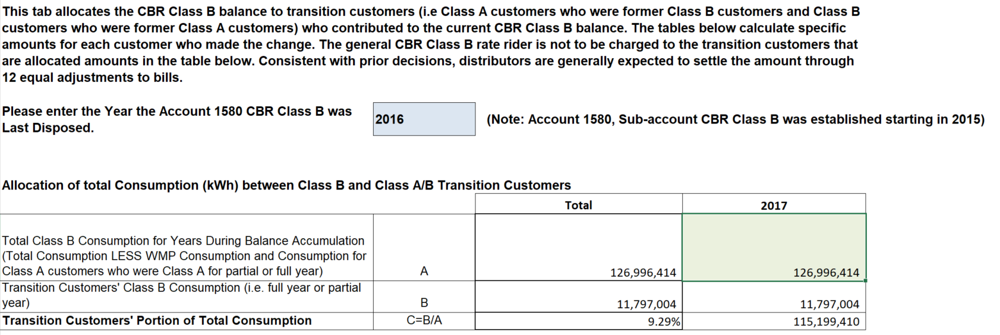 This tab allocates the CBR Class B balance to transition customers (i.e Class A customers who were former Class B customers and Class B
customers who were former Class A customers) who contributed to the current CBR Class B balance. The tables below calculate specific
amounts for each customer who made the change. The general CBR Class B rate rider is not to be charged to the transition customers that
are allocated amounts in the table below. Consistent with prior decisions, distributors are generally expected to settle the amount through
12 equal adjustments to bills.
Please enter the Year the Account 1580 CBR Class B was
Last Disposed.
2016
(Note: Account 1580, Sub-account CBR Class B was established starting in 2015)
Allocation of total Consumption (kWh) between Class B and Class A/B Transition Customers
Total 2017
Total Class B Consumption for Years During Balance Accumulation
(Total Consumption LESS WMP Consumption and Consumption for
Class A customers who were Class A for partial or full year) A 126,996,414 126,996,414
Transition Customers' Class B Consumption (i.e. full year or partial
year) B 11,797,004 11,797,004
Transition Customers' Portion of Total Consumption C=B/A 9.29% 115,199,410